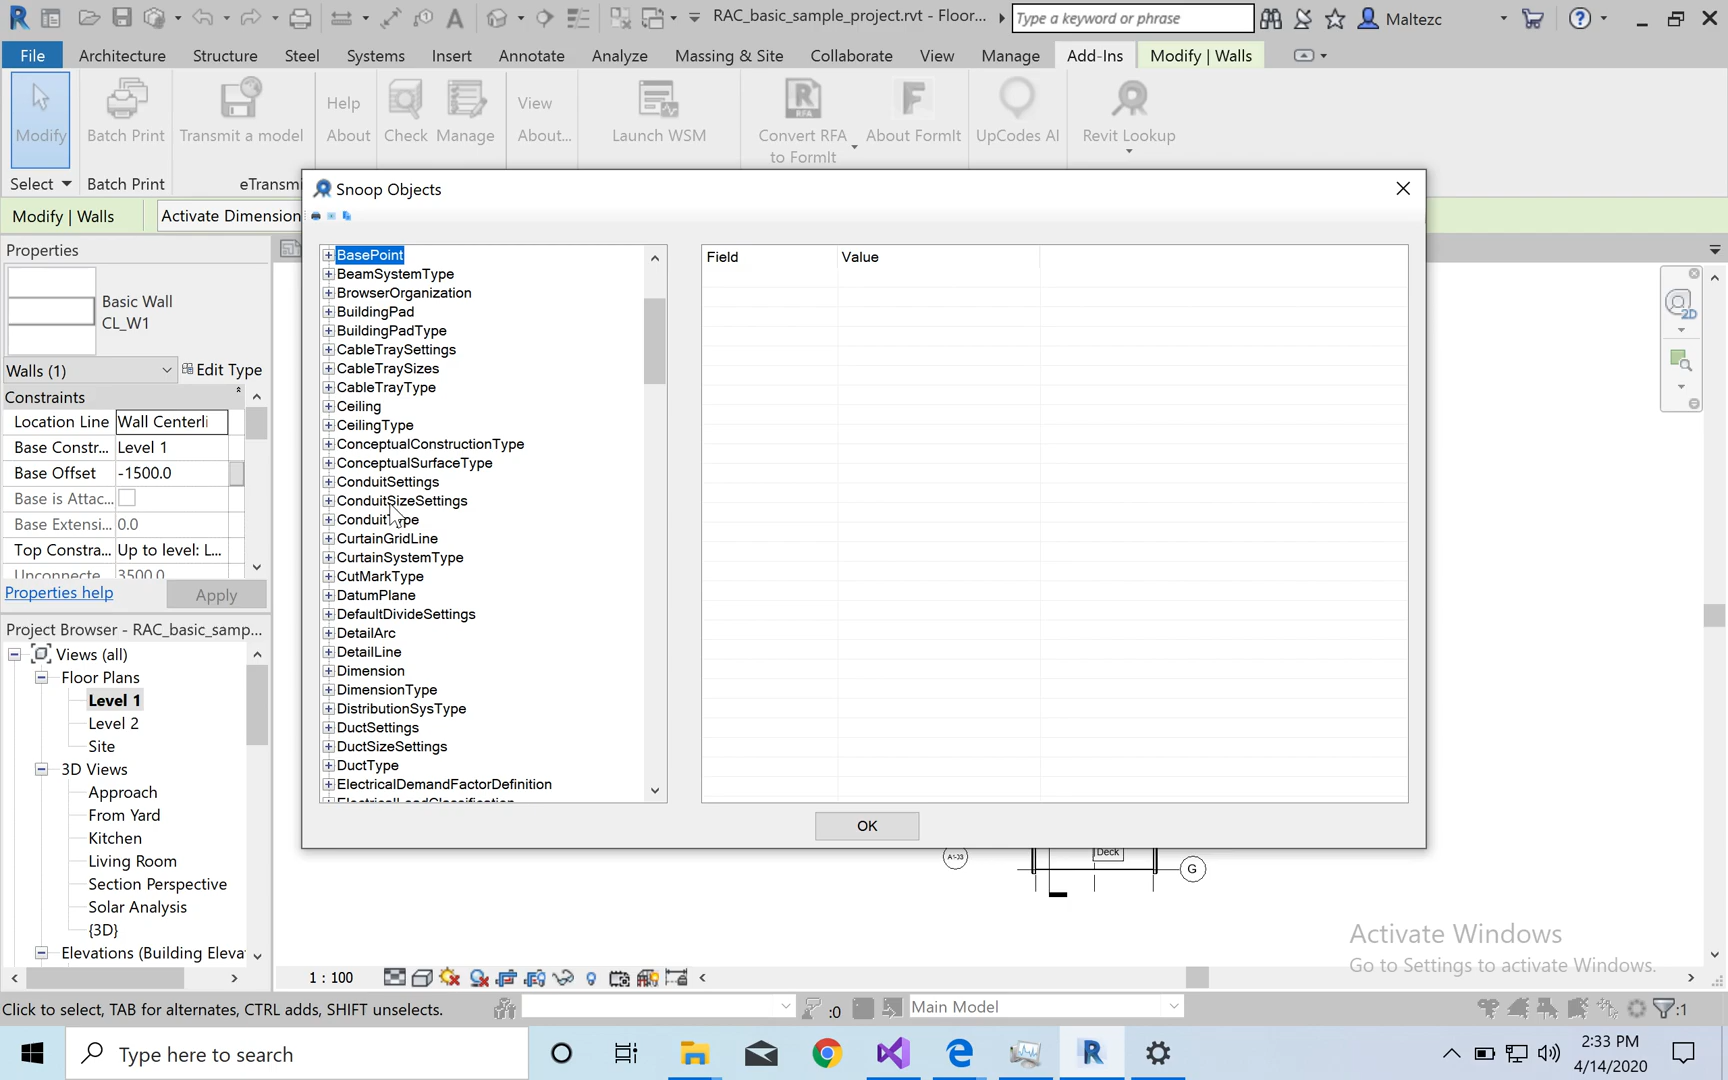 RAC_basic_sample_project.rvt - Floor...
Type a keyword or phrase
Maltezc
File
Architecture
Structure
Steel
Systems
Insert
Annotate
Analyze
Massing & Site
Collaborate
View
Manage
Add-Ins
Modify | Walls
Modify
Batch Print
Transmit a model
Help
About
Check
Manage
View
About...
Launch WSM
Convert RFA
to FormIt
About FormIt
UpCodes AI
Revit Lookup
Select
Batch Print
eTransmi
Modify | Walls
Activate Dimension
Snoop Objects
Properties
Basic Wall
CL_W1
Walls (1)
Edit Type
Constraints
Location Line
Wall Centerli
Base Constr...
Level 1
Base Offset
-1500.0
Base is Attac...
Base Extensi...
0.0
Top Constra...
Up to level: L...
Unconnecte
3500.0
Properties help
Apply
Project Browser - RAC_basic_samp...
Views (all)
Floor Plans
Level 1
Level 2
Site
3D Views
Approach
From Yard
Kitchen
Living Room
Section Perspective
Solar Analysis
{3D}
Elevations (Building Eleva
BasePoint
BeamSystemType
BrowserOrganization
BuildingPad
BuildingPadType
CableTraySettings
CableTraySizes
CableTrayType
Ceiling
CeilingType
ConceptualConstructionType
ConceptualSurfaceType
ConduitSettings
ConduitSizeSettings
ConduitType
CurtainGridLine
CurtainSystemType
CutMarkType
DatumPlane
DefaultDivideSettings
DetailArc
DetailLine
Dimension
DimensionType
DistributionSysType
DuctSettings
DuctSizeSettings
DuctType
ElectricalDemandFactorDefinition
ElectricalLoadClassification
Field
Value
OK
2D
Deck
G
Activate Windows
Go to Settings to activate Windows.
1 : 100
Click to select, TAB for alternates, CTRL adds, SHIFT unselects.
:0
Main Model
:1
Type here to search
2:33 PM
4/14/2020